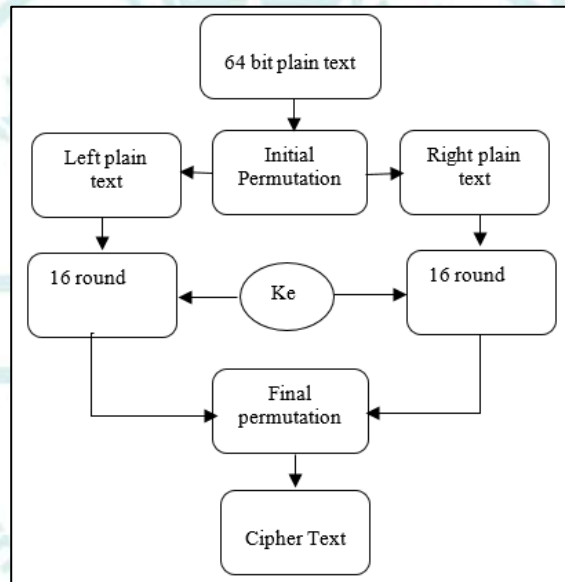 64 bit plain text
Left plain
text
Initial
Permutation
Right plain
text
16 round
Ke
16 round
Final
permutation
Cipher Text